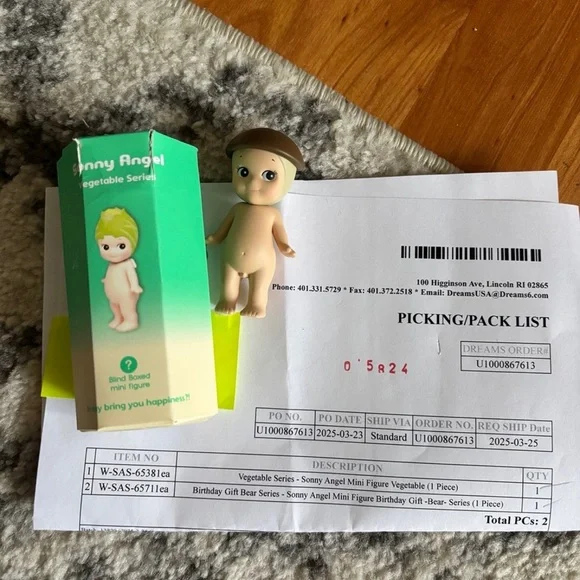 Sonny Angel
Vegetable Series
?
Blind Boxed
mini figure
bring you happiness!!
100 Higginson Ave, Lincoln RI 02865
Phone: 401.331.5729 * Fax: 401.372.2518 * Email: DreamsUSA@Dreams6.com
PICKING/PACK LIST
DREAMS ORDER#
U1000867613
0 5R24
PO NO. PO DATE SHIP VIA ORDER NO. REQ SHIP Date
U1000867613 2025-03-23 Standard U1000867613 2025-03-25
ITEM NO DESCRIPTION QTY
1 W-SAS-65381ea Vegetable Series - Sonny Angel Mini Figure Vegetable (1 Piece) 1
2 W-SAS-65711ea Birthday Gift Bear Series - Sonny Angel Mini Figure Birthday Gift -Bear- Series (1 Piece) 1
Total PCs: 2